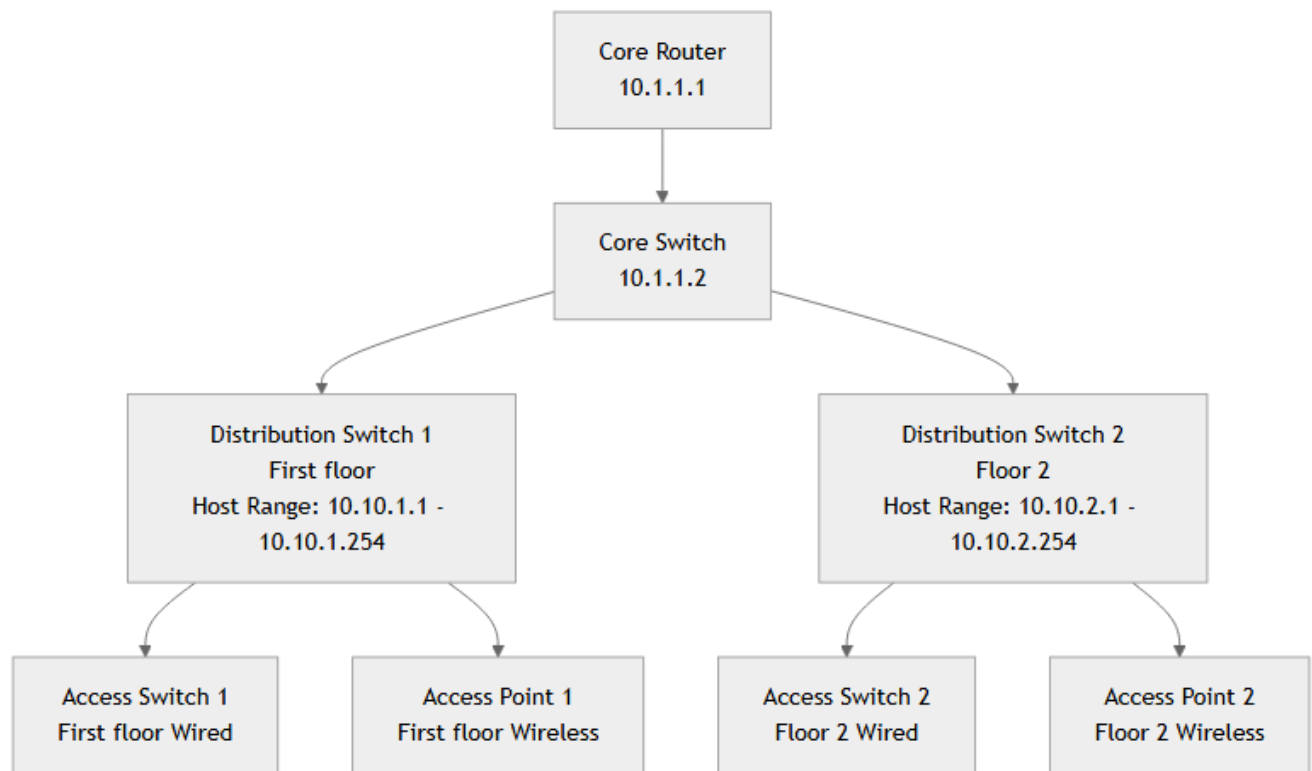 Core Router
10.1.1.1
Core Switch
10.1.1.2
Distribution Switch 1
First floor
Host Range: 10.10.1.1 -
10.10.1.254
Distribution Switch 2
Floor 2
Host Range: 10.10.2.1 -
10.10.2.254
Access Switch 1
First floor Wired
Access Point 1
First floor Wireless
Access Switch 2
Floor 2 Wired
Access Point 2
Floor 2 Wireless